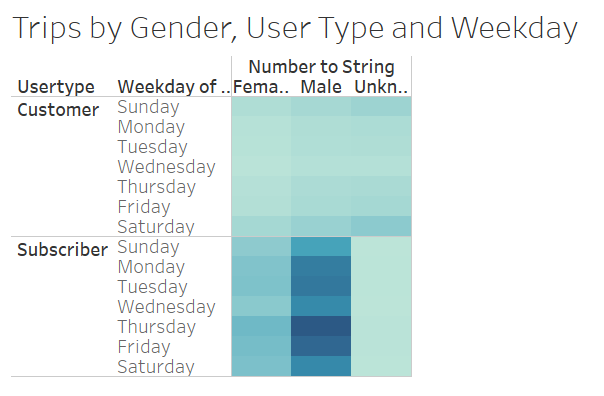 Trips by Gender, User Type and Weekday
Number to String
Usertype Weekday of .. Fema.. Male Unkn..
Customer Sunday
Monday
Tuesday
Wednesday
Thursday
Friday
Saturday
Subscriber Sunday
Monday
Tuesday
Wednesday
Thursday
Friday
Saturday